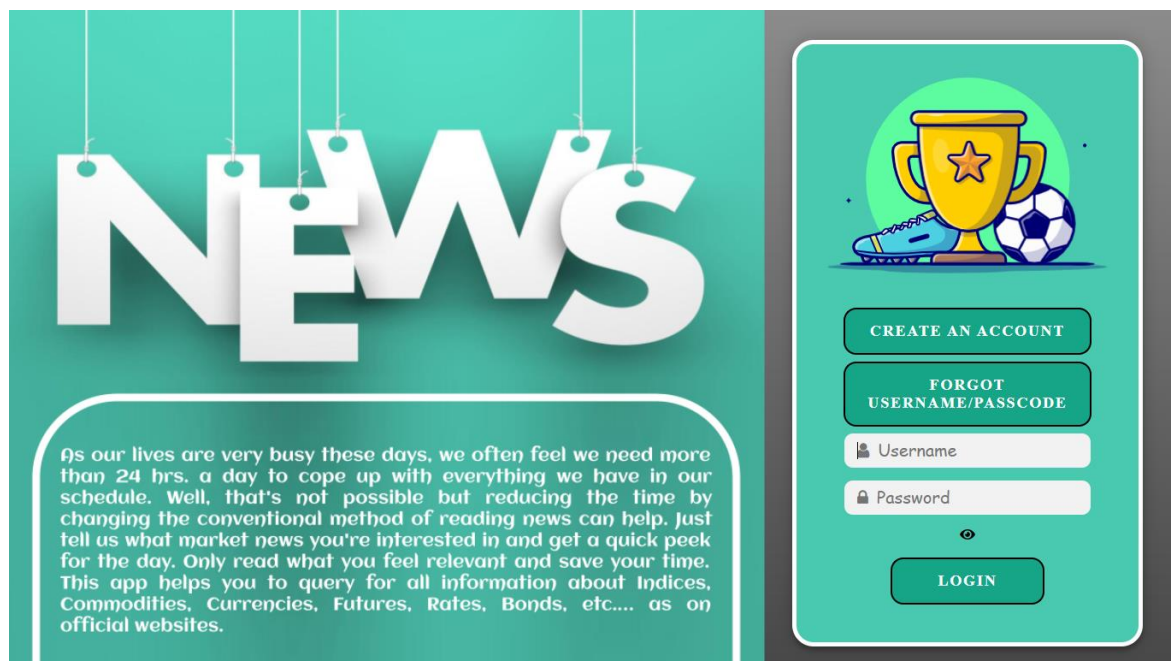 NEWS
As our lives are very busy these days, we often feel we need more
than 24 hrs. a day to cope up with everything we have in our
schedule. Well, that's not possible but reducing the time by
changing the conventional method of reading news can help. Just
tell us what market news you're interested in and get a quick peek
for the day. Only read what you feel relevant and save your time.
This app helps you to query for all information about Indices,
Commodities, Currencies, Futures, Rates, Bonds, etc.... as on
official websites.
CREATE AN ACCOUNT
FORGOT
USERNAME/PASSCODE
Username
Password
LOGIN